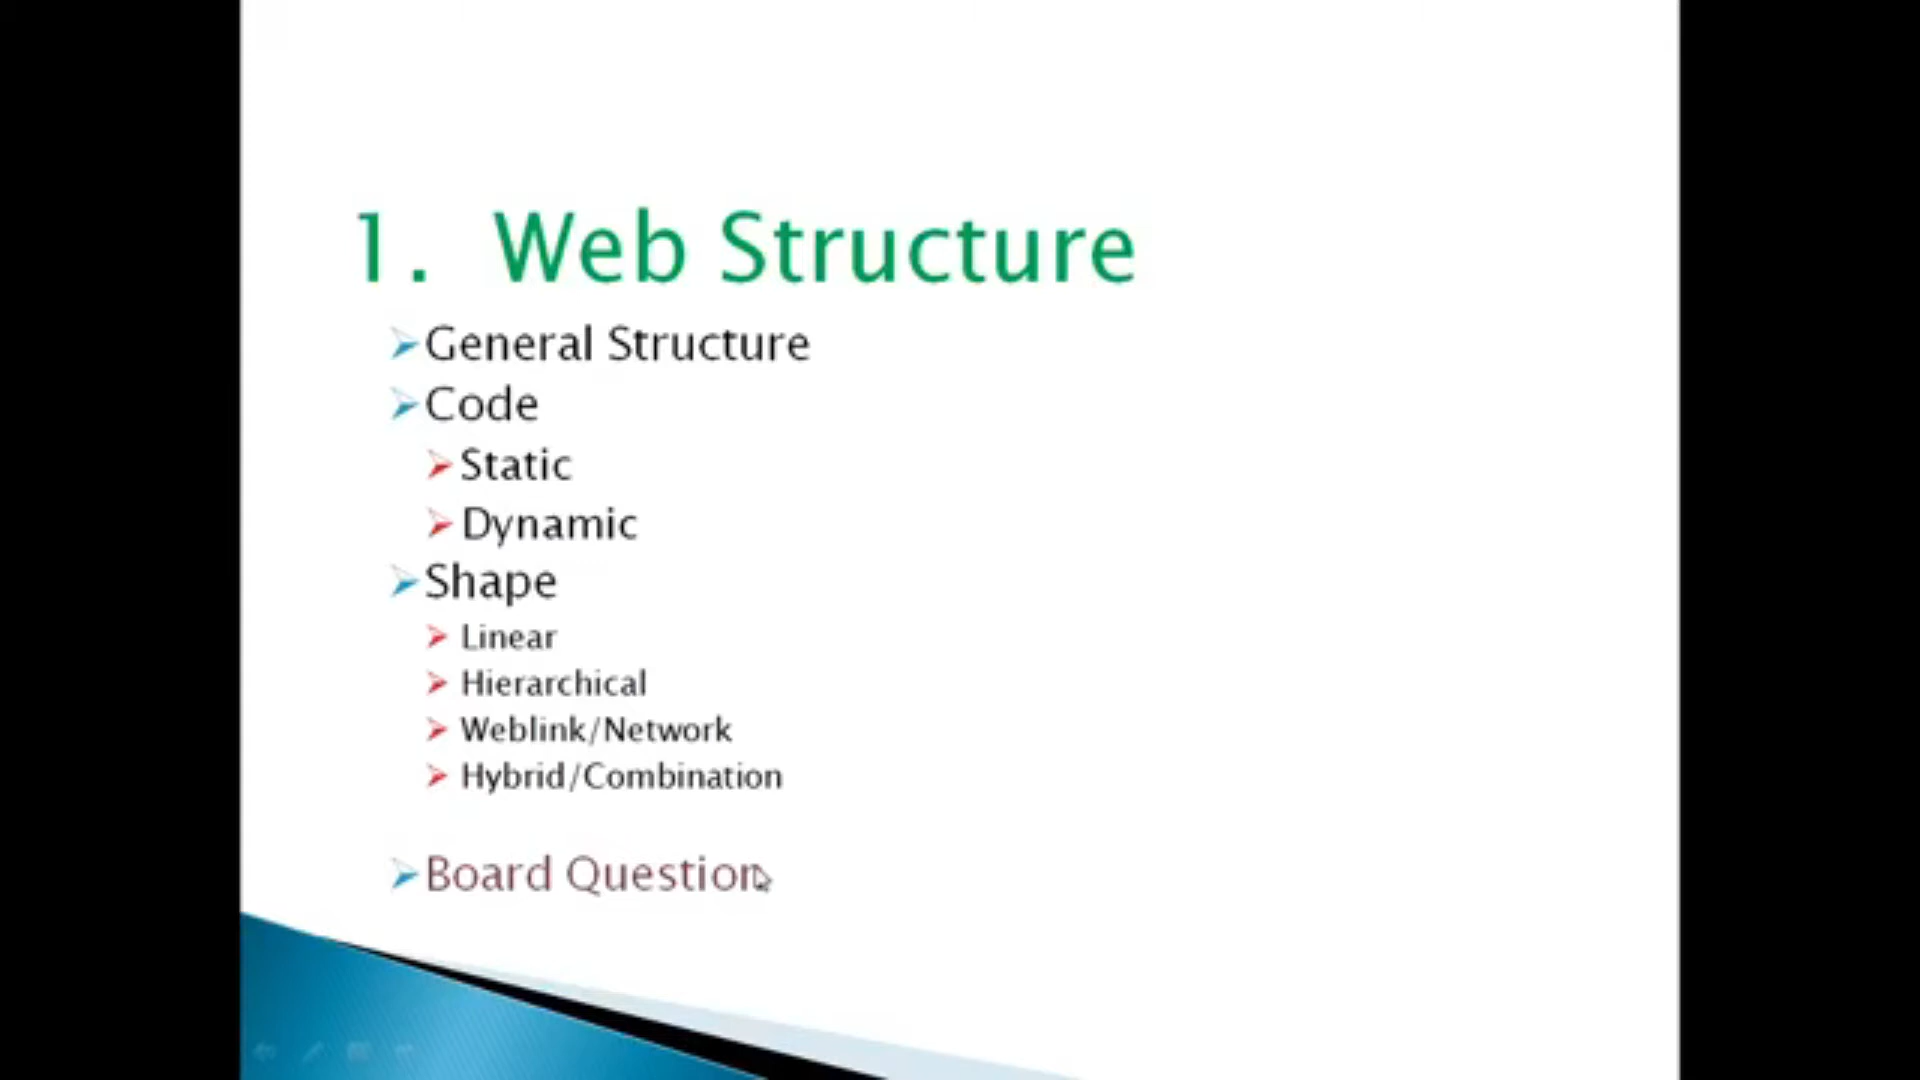 1. Web Structure
General Structure
Code
Static
Dynamic
Shape
Linear
Hierarchical
Weblink/Network
Hybrid/Combination
Board Question